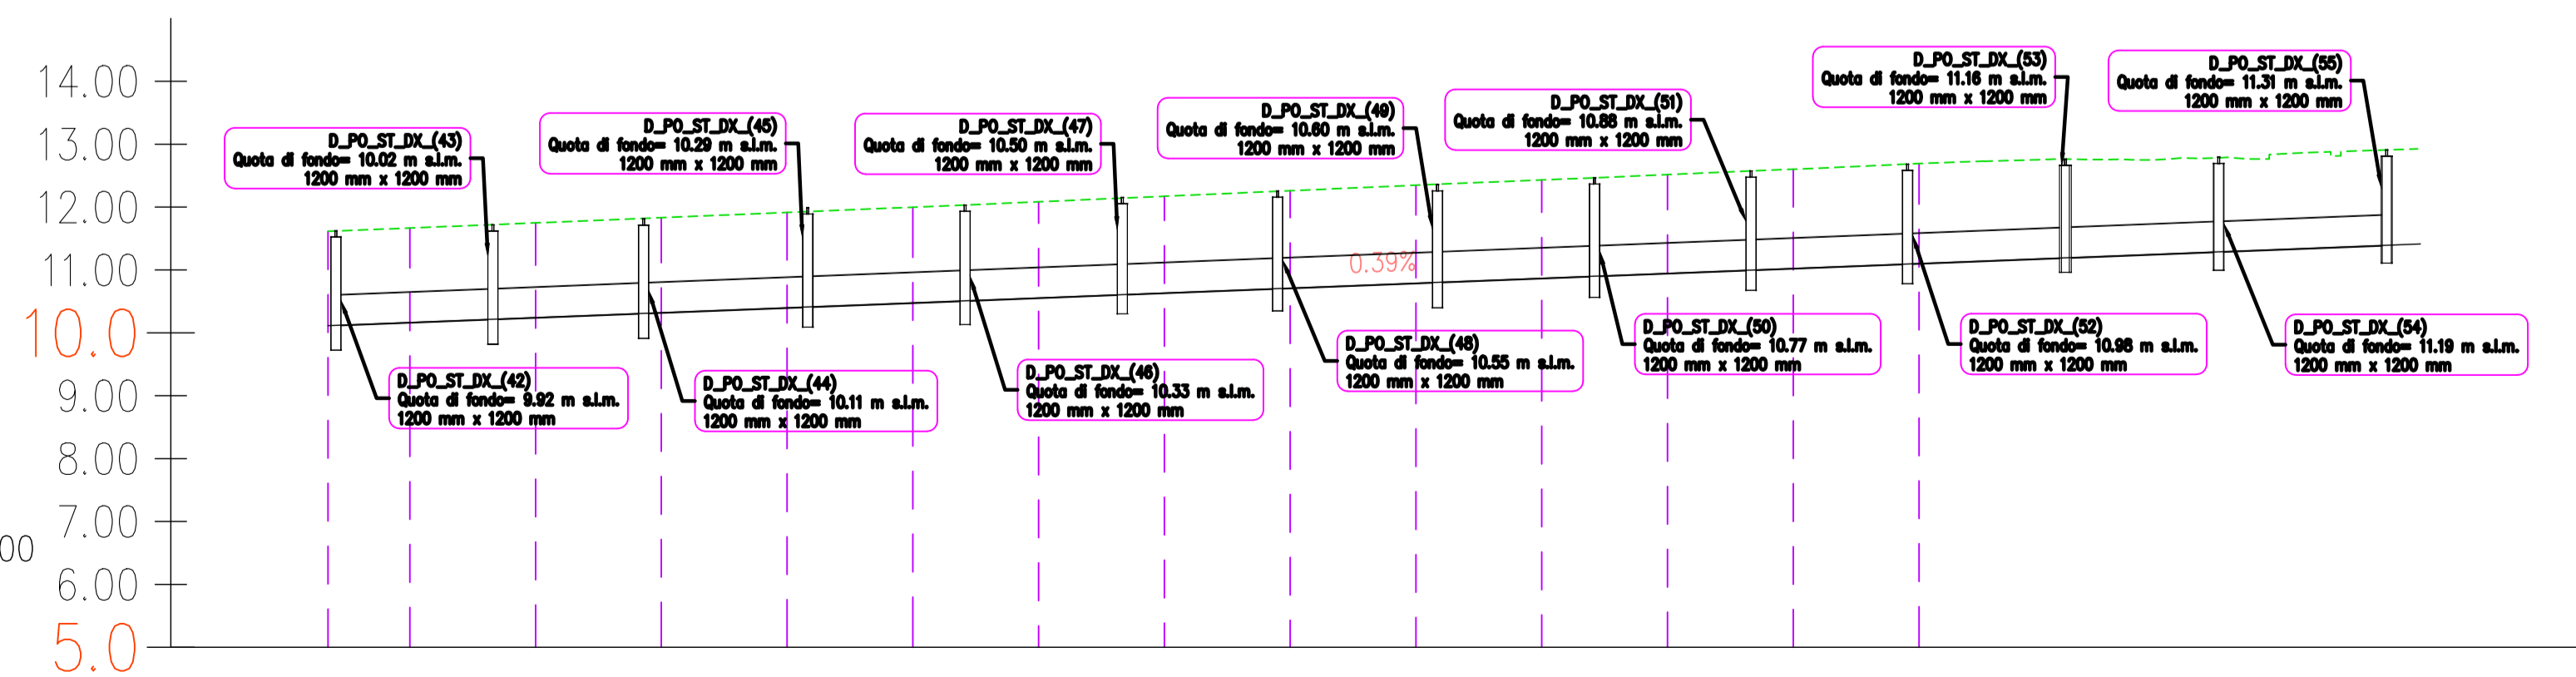 14.00
13.00
12.00
11.00
10.0
9.00
8.00
7.00
6.00
5.0
00
D_PO_ST_DX_(43)
Quota di fondo= 10.02 m s.l.m.
1200 mm x 1200 mm
D_PO_ST_DX_(45)
Quota di fondo= 10.29 m s.l.m.
1200 mm x 1200 mm
D_PO_ST_DX_(47)
Quota di fondo= 10.50 m s.l.m.
1200 mm x 1200 mm
D_PO_ST_DX_(49)
Quota di fondo= 10.60 m s.l.m.
1200 mm x 1200 mm
D_PO_ST_DX_(51)
Quota di fondo= 10.88 m s.l.m.
1200 mm x 1200 mm
D_PO_ST_DX_(53)
Quota di fondo= 11.16 m s.l.m.
1200 mm x 1200 mm
D_PO_ST_DX_(55)
Quota di fondo= 11.31 m s.l.m.
1200 mm x 1200 mm
0.39%
D_PO_ST_DX_(42)
Quota di fondo= 9.92 m s.l.m.
1200 mm x 1200 mm
D_PO_ST_DX_(44)
Quota di fondo= 10.11 m s.l.m.
1200 mm x 1200 mm
D_PO_ST_DX_(46)
Quota di fondo= 10.33 m s.l.m.
1200 mm x 1200 mm
D_PO_ST_DX_(48)
Quota di fondo= 10.55 m s.l.m.
1200 mm x 1200 mm
D_PO_ST_DX_(50)
Quota di fondo= 10.77 m s.l.m.
1200 mm x 1200 mm
D_PO_ST_DX_(52)
Quota di fondo= 10.98 m s.l.m.
1200 mm x 1200 mm
D_PO_ST_DX_(54)
Quota di fondo= 11.19 m s.l.m.
1200 mm x 1200 mm